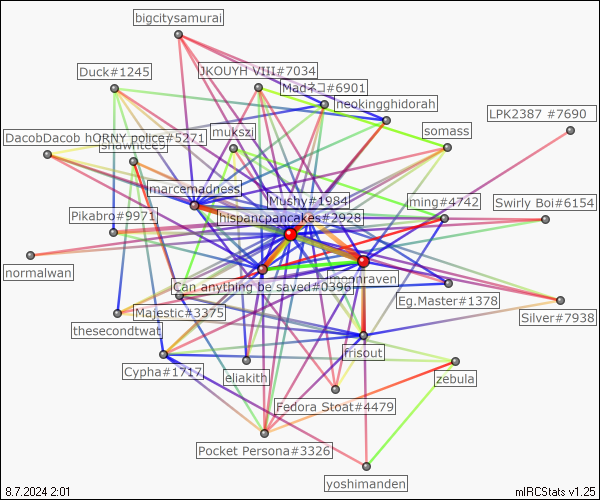 bigcitysamurai
Duck#1245
JKOUYH VIII#7034
Madネコ#6901
neokingghidorah
LPK2387 #7690
DacobDacob hORNY police#5271
mukszi
somass
marcemadness
Mushy#1984
ming#4742
Swirly Boi#6154
Pikabro#9971
hispancpancakes#2928
normalwan
Can anything be saved#0396
Eg.Master#1378
Majestic#3375
Silver#7938
thesecondtwat
frisout
Cypha#1717
eliakith
zebula
Fedora Stoat#4479
Pocket Persona#3326
yoshimanden
8.7.2024 2:01
mIRCStats v1.25